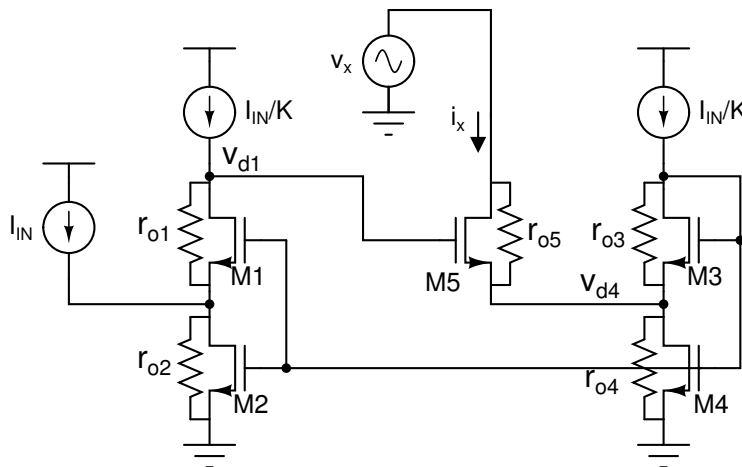 v_x
I_IN/K
I_IN/K
i_x
v_d1
I_IN
r_o1
M1
M5
r_o5
r_o3
M3
v_d4
r_o2
M2
r_o4
M4